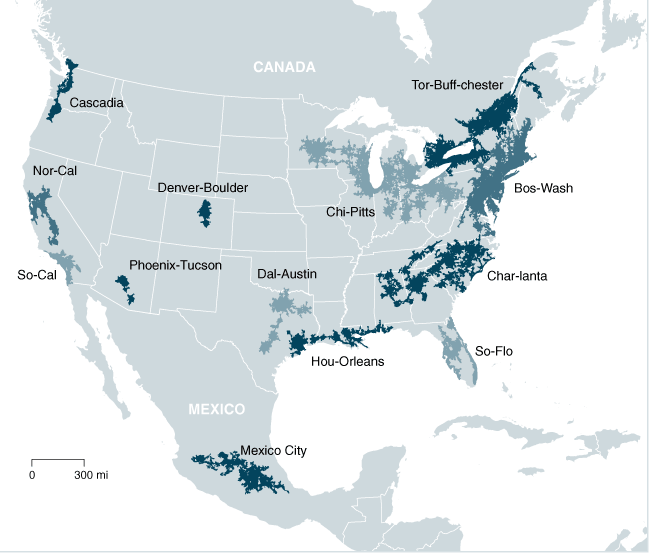 CANADA
Tor-Buff-chester
Cascadia
Nor-Cal
Denver-Boulder
Bos-Wash
Chi-Pitts
Phoenix-Tucson
So-Cal
Dal-Austin
Char-lanta
So-Flo
Hou-Orleans
MEXICO
Mexico City
0 300 mi